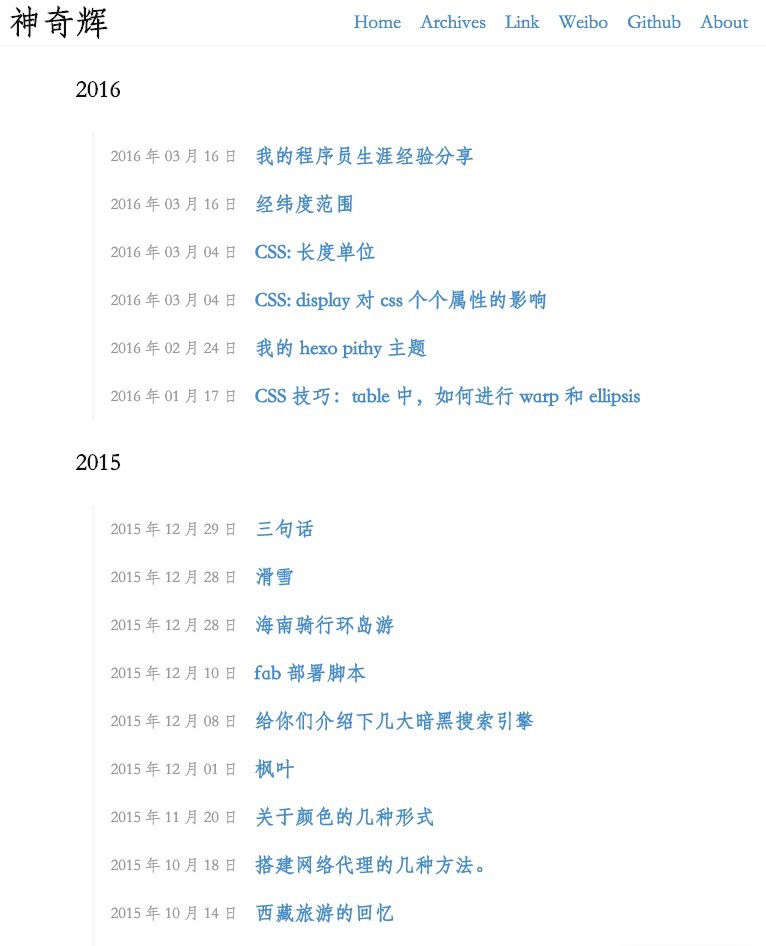 神奇辉 Home Archives Link Weibo Github About
2016
2016 年 03 月 16 日 我的程序员生涯经验分享
2016 年 03 月 16 日 经纬度范围
2016 年 03 月 04 日 CSS: 长度单位
2016 年 03 月 04 日 CSS: display 对 css 个个属性的影响
2016 年 02 月 24 日 我的 hexo pithy 主题
2016 年 01 月 17 日 CSS 技巧：table 中，如何进行 warp 和 ellipsis
2015
2015 年 12 月 29 日 三句话
2015 年 12 月 28 日 滑雪
2015 年 12 月 28 日 海南骑行环岛游
2015 年 12 月 10 日 fab 部署脚本
2015 年 12 月 08 日 给你们介绍下几大暗黑搜索引擎
2015 年 12 月 01 日 枫叶
2015 年 11 月 20 日 关于颜色的几种形式
2015 年 10 月 18 日 搭建网络代理的几种方法。
2015 年 10 月 14 日 西藏旅游的回忆